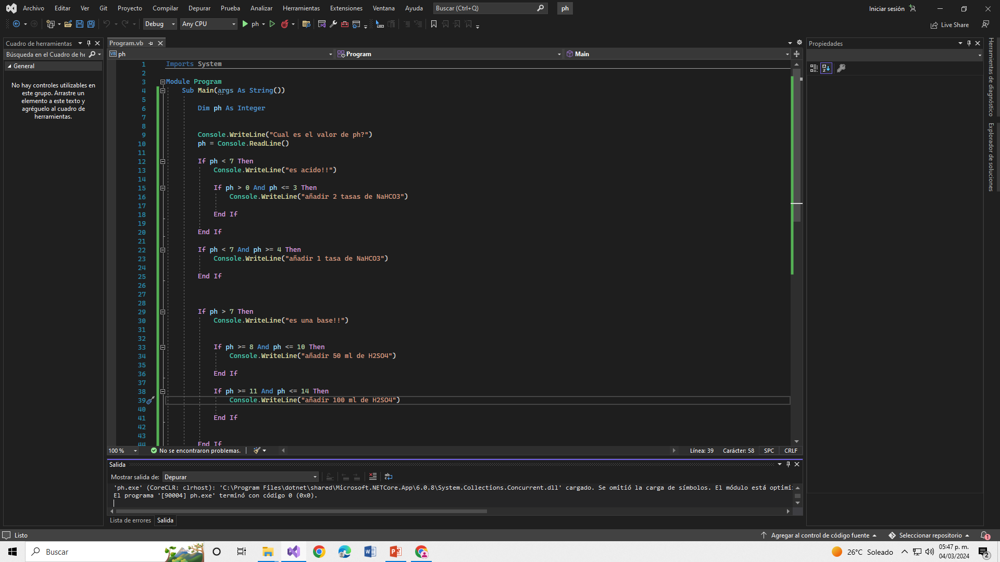 Archivo Editar Ver Git Proyecto Compilar Depurar Prueba Analizar Herramientas Extensiones Ventana Ayuda Buscar (Ctrl+Q) ph Iniciar sesión
Debug Any CPU ph Live Share
Cuadro de herramientas
Búsqueda en el Cuadro de he
General
No hay controles utilizables en
este grupo. Arrastre un
elemento a este texto y
agréguelo al cuadro de
herramientas.
Program.vb
ph Program Main
1 Imports System
2
3 Module Program
4 Sub Main(args As String())
5
6 Dim ph As Integer
7
8
9 Console.WriteLine("Cual es el valor de ph?")
10 ph = Console.ReadLine()
11
12 If ph < 7 Then
13 Console.WriteLine("es acido!!")
14
15 If ph > 0 And ph <= 3 Then
16 Console.WriteLine("añadir 2 tasas de NaHCO3")
17
18 End If
19
20 End If
21
22 If ph < 7 And ph >= 4 Then
23 Console.WriteLine("añadir 1 tasa de NaHCO3")
24
25 End If
26
27
28
29 If ph > 7 Then
30 Console.WriteLine("es una base!!")
31
32
33 If ph >= 8 And ph <= 10 Then
34 Console.WriteLine("añadir 50 ml de H2SO4")
35
36 End If
37
38 If ph >= 11 And ph <= 14 Then
39 Console.WriteLine("añadir 100 ml de H2SO4")
40
41 End If
42
43
44 End If
100 % No se encontraron problemas. Línea: 39 Carácter: 58 SPC CRLF
Salida
Mostrar salida de: Depurar
'ph.exe' (CoreCLR: clrhost): 'C:\Program Files\dotnet\shared\Microsoft.NETCore.App\6.0.8\System.Collections.Concurrent.dll' cargado. Se omitió la carga de símbolos. El módulo está optimi
El programa '[90004] ph.exe' terminó con código 0 (0x0).
Lista de errores Salida
Propiedades
Herramientas de diagnóstico
Explorador de soluciones
Listo Agregar al control de código fuente Seleccionar repositorio 1
Buscar 26°C Soleado 05:47 p. m.
04/03/2024 2